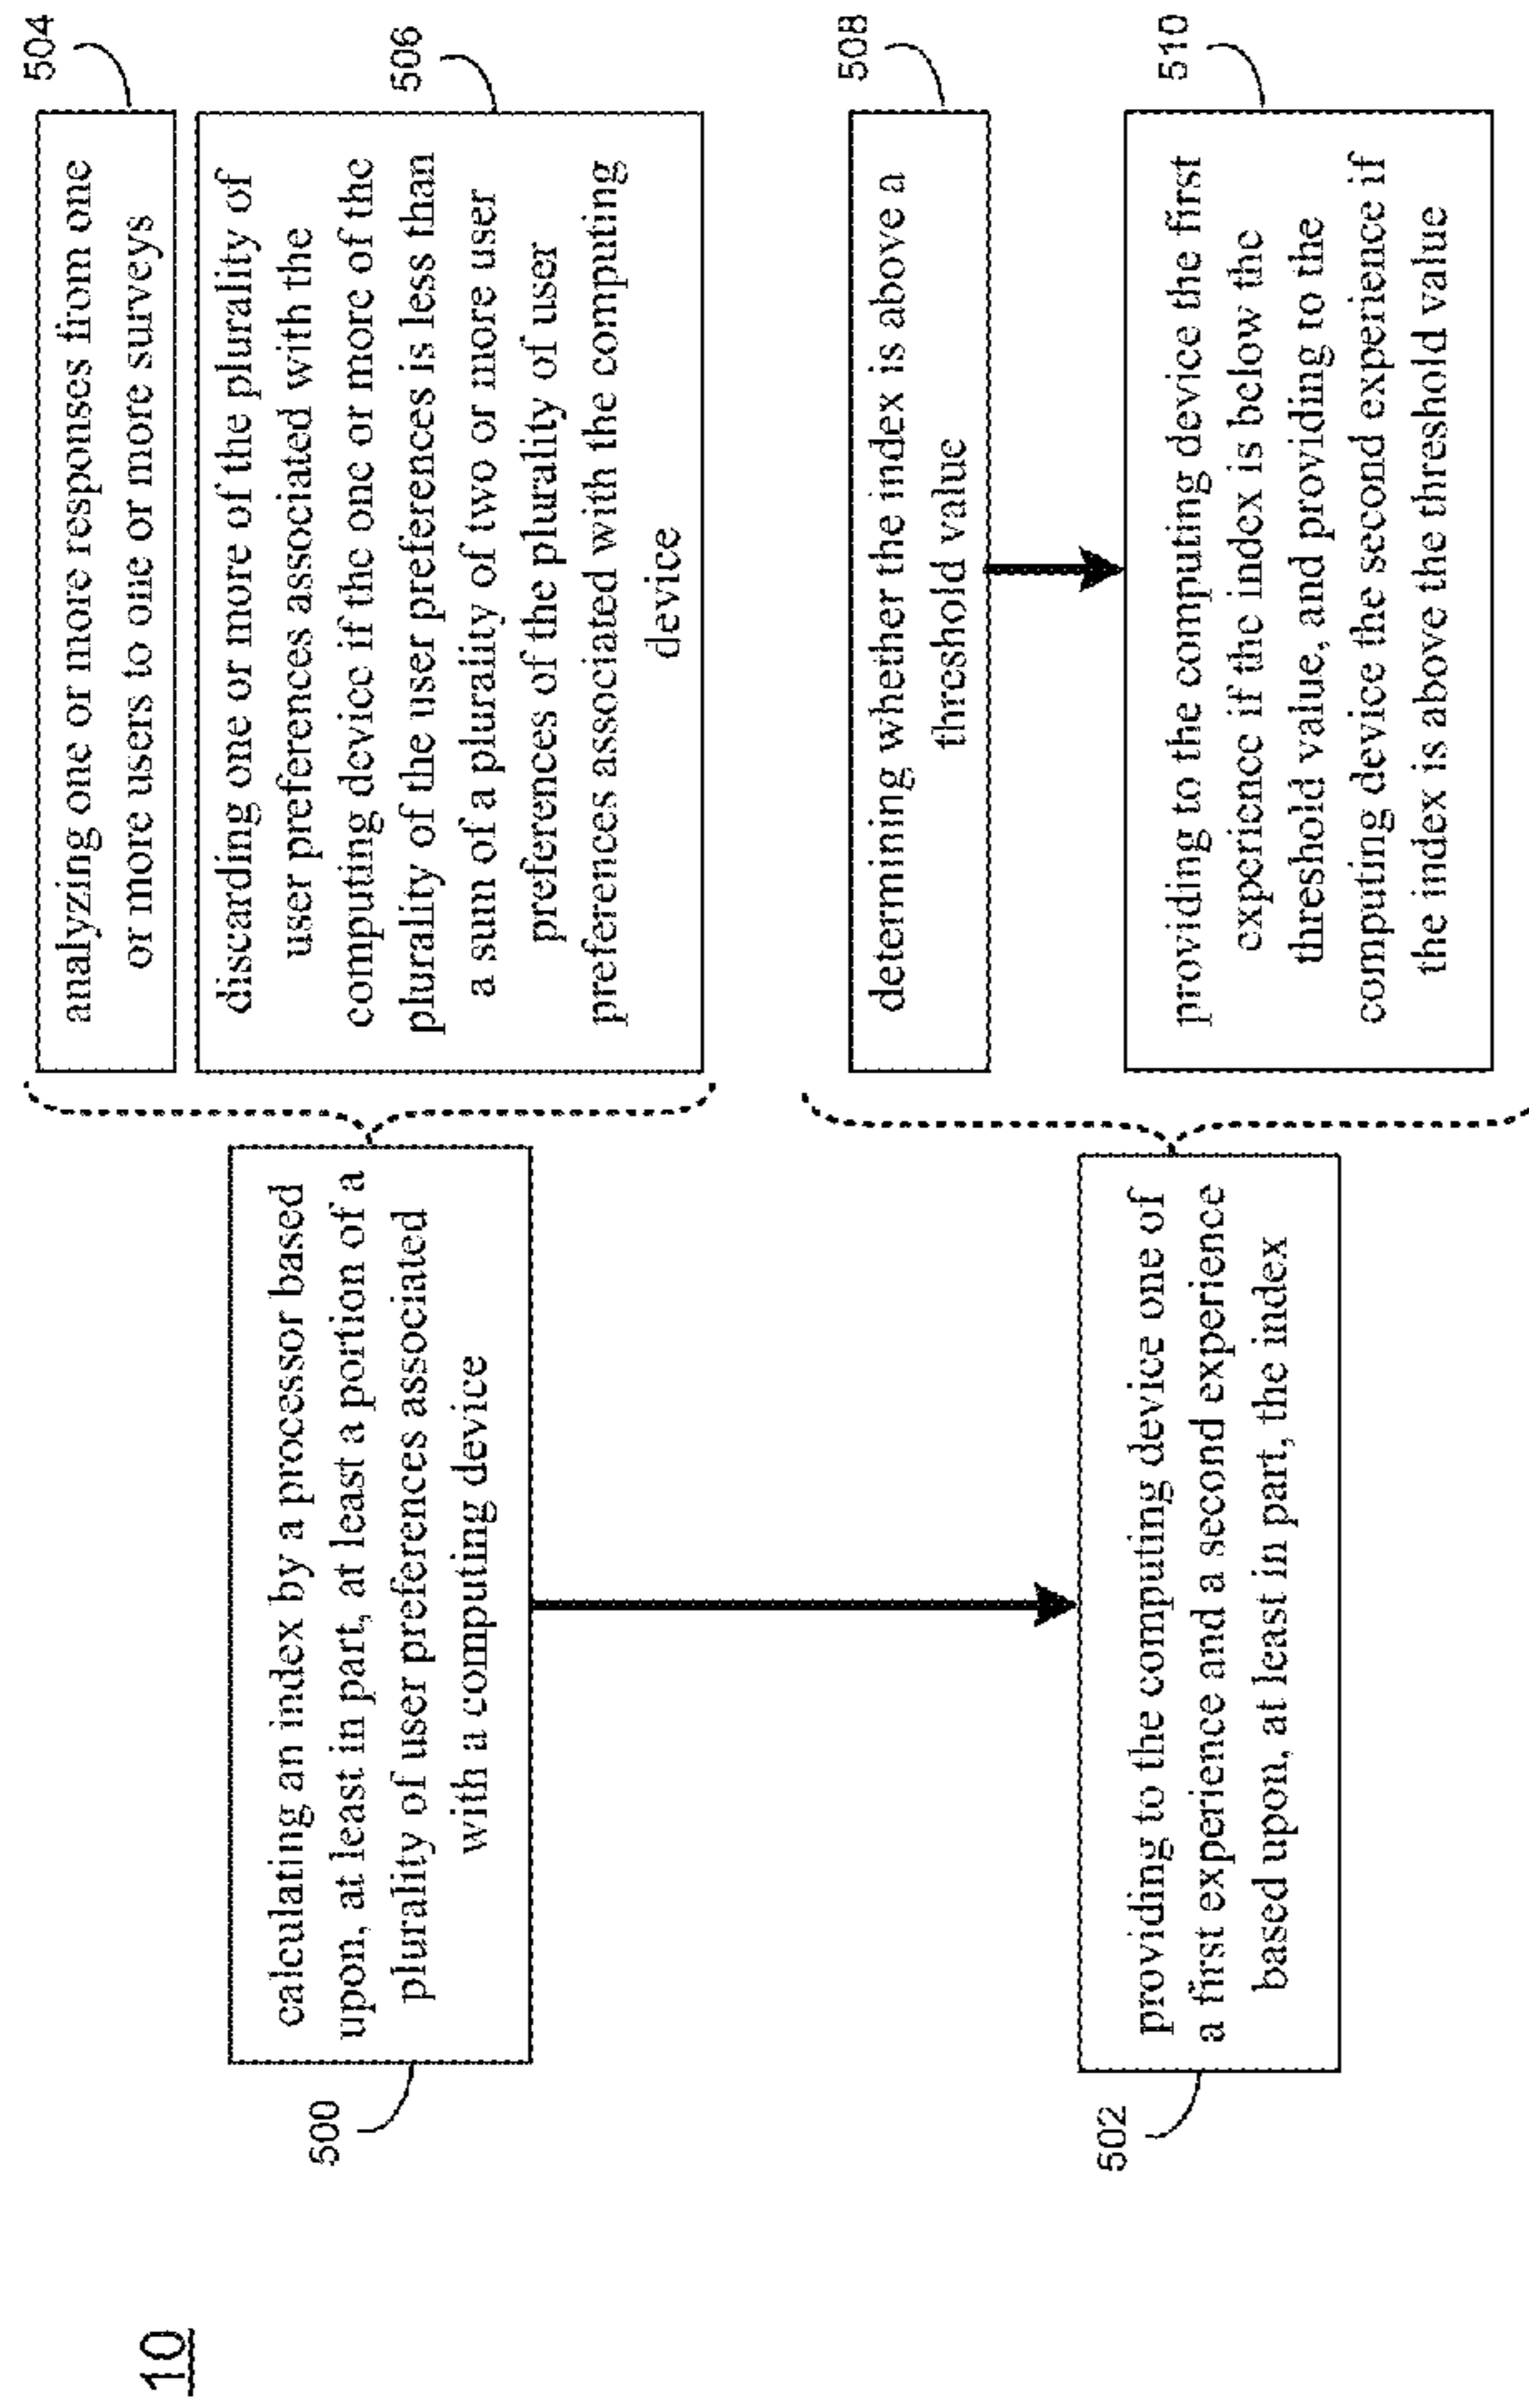 10
500
calculating an index by a processor based
upon, at least in part, at least a portion of a
plurality of user preferences associated
with a computing device
504
analyzing one or more responses from one
or more users to one or more surveys
506
discarding one or more of the plurality of
user preferences associated with the
computing device if the one or more of the
plurality of the user preferences is less than
a sum of a plurality of two or more user
preferences of the plurality of user
preferences associated with the computing
device
502
providing to the computing device one of
a first experience and a second experience
based upon, at least in part, the index
508
determining whether the index is above a
threshold value
510
providing to the computing device the first
experience if the index is below the
threshold value, and providing to the
computing device the second experience if
the index is above the threshold value